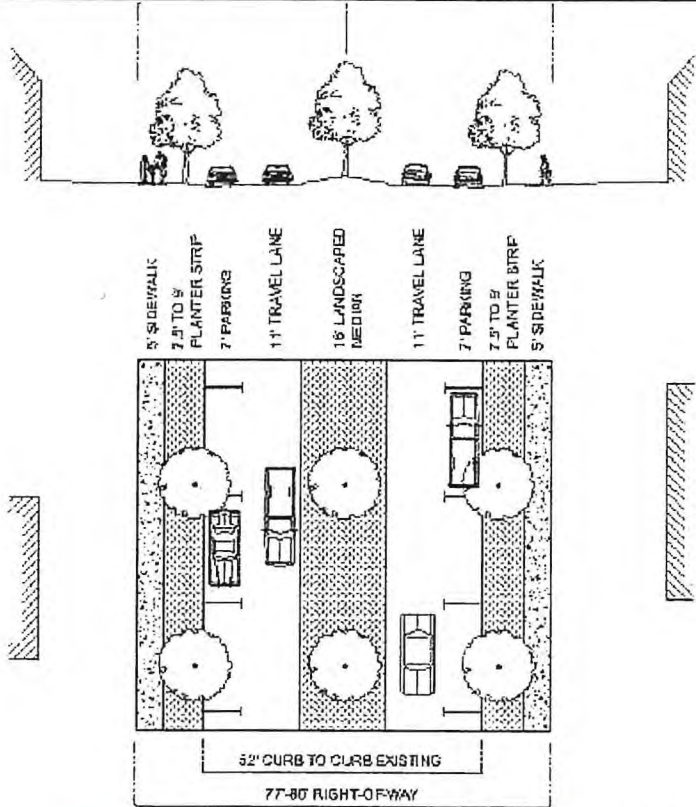 5' SIDEWALK
7.5' TO 9'
PLANTER STRIP
7' PARKING
11' TRAVEL LANE
16' LANDSCAPED
MEDIAN
11' TRAVEL LANE
7' PARKING
7.5' TO 9'
PLANTER STRIP
5' SIDEWALK
52' CURB TO CURB EXISTING
77'-80' RIGHT-OF-WAY